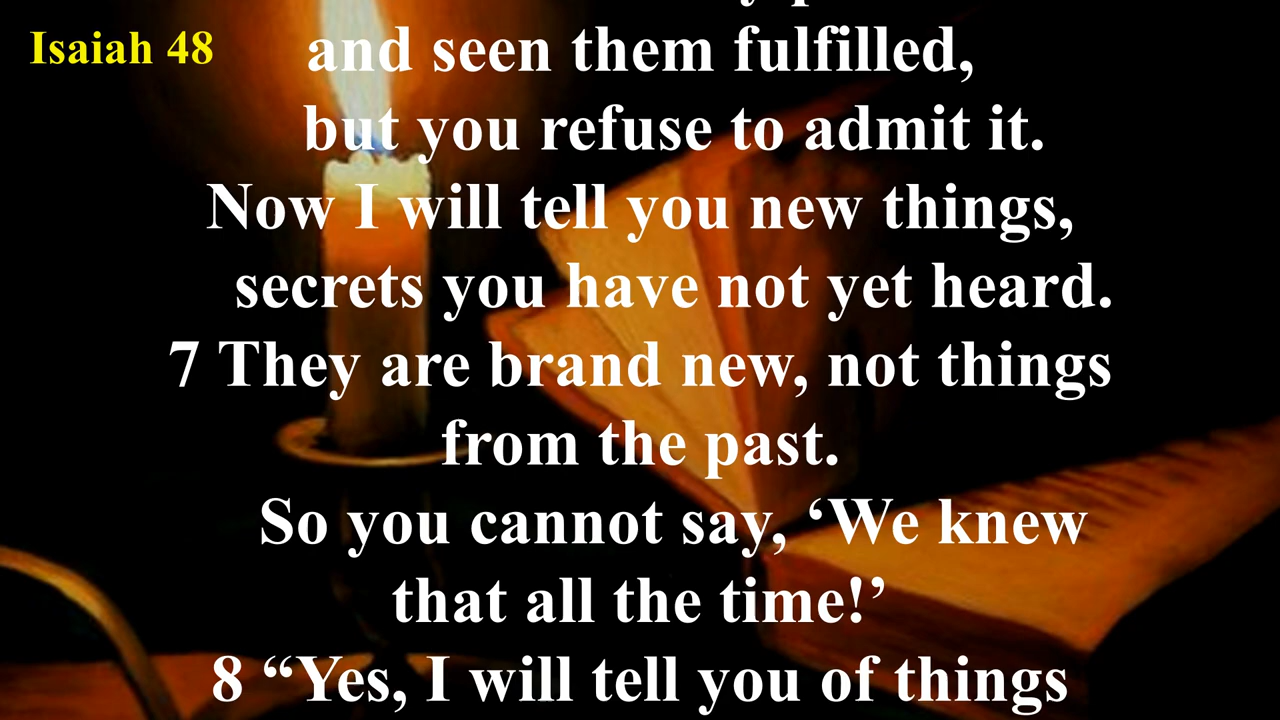 Isaiah 48
and seen them fulfilled,
but you refuse to admit it.
Now I will tell you new things,
secrets you have not yet heard.
7 They are brand new, not things
from the past.
So you cannot say, ‘We knew
that all the time!’
8 “Yes, I will tell you of things